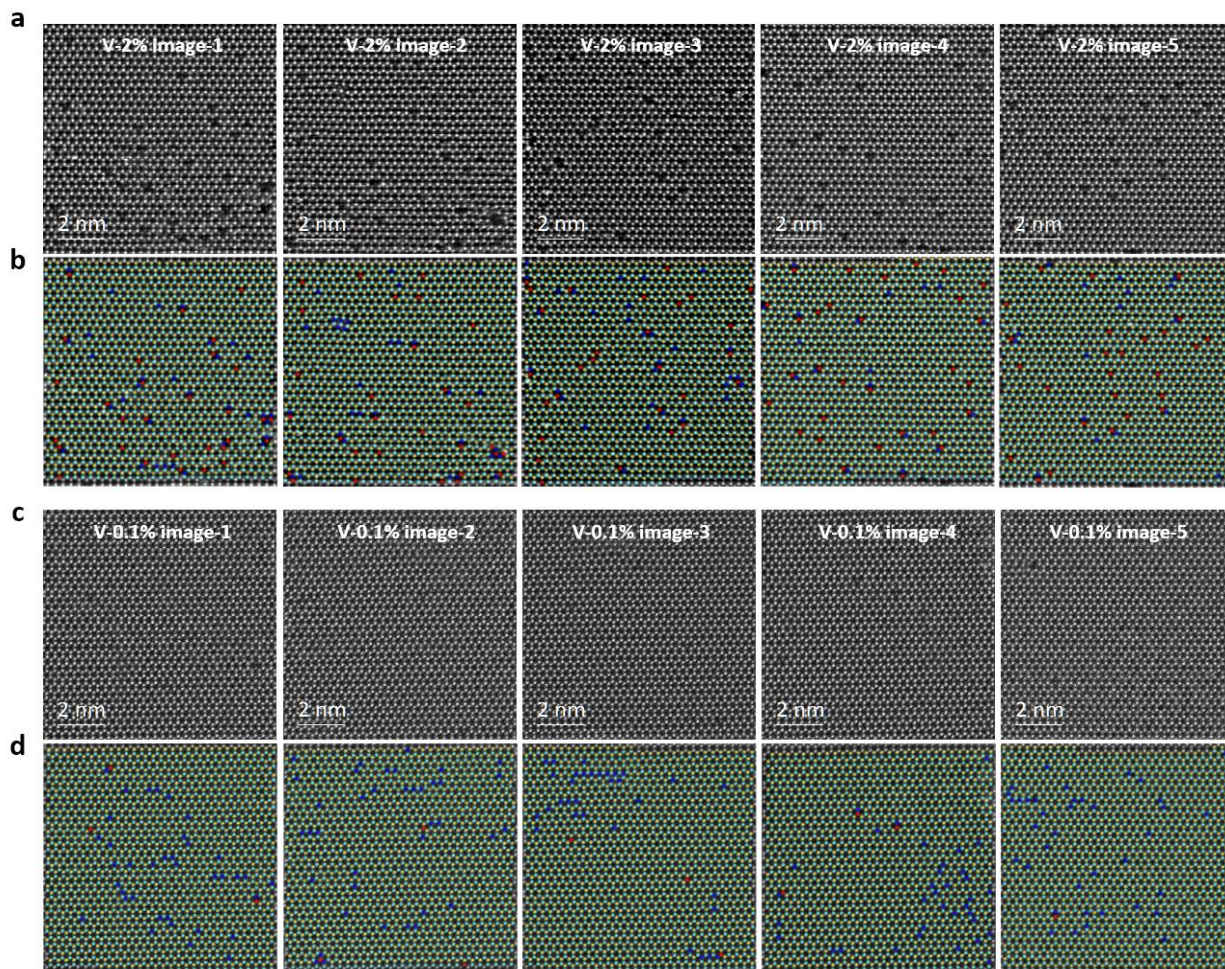 a
V-2% image-1 V-2% image-2 V-2% image-3 V-2% image-4 V-2% image-5
2 nm 2 nm 2 nm 2 nm 2 nm
b
c
V-0.1% image-1 V-0.1% image-2 V-0.1% image-3 V-0.1% image-4 V-0.1% image-5
2 nm 2 nm 2 nm 2 nm 2 nm
d